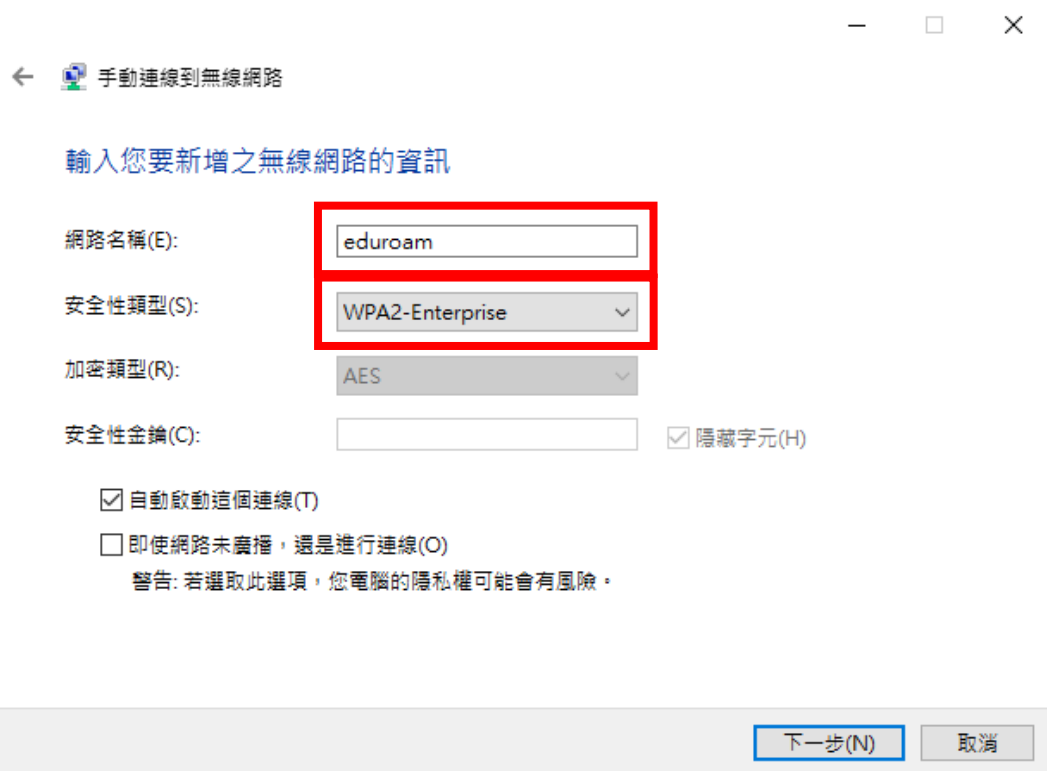 手動連線到無線網路
輸入您要新增之無線網路的資訊
網路名稱(E): eduroam
安全性類型(S): WPA2-Enterprise
加密類型(R): AES
安全性金鑰(C): 隱藏字元(H)
自動啟動這個連線(T)
即使網路未廣播，還是進行連線(O)
警告: 若選取此選項，您電腦的隱私權可能會有風險。
下一步(N) 取消